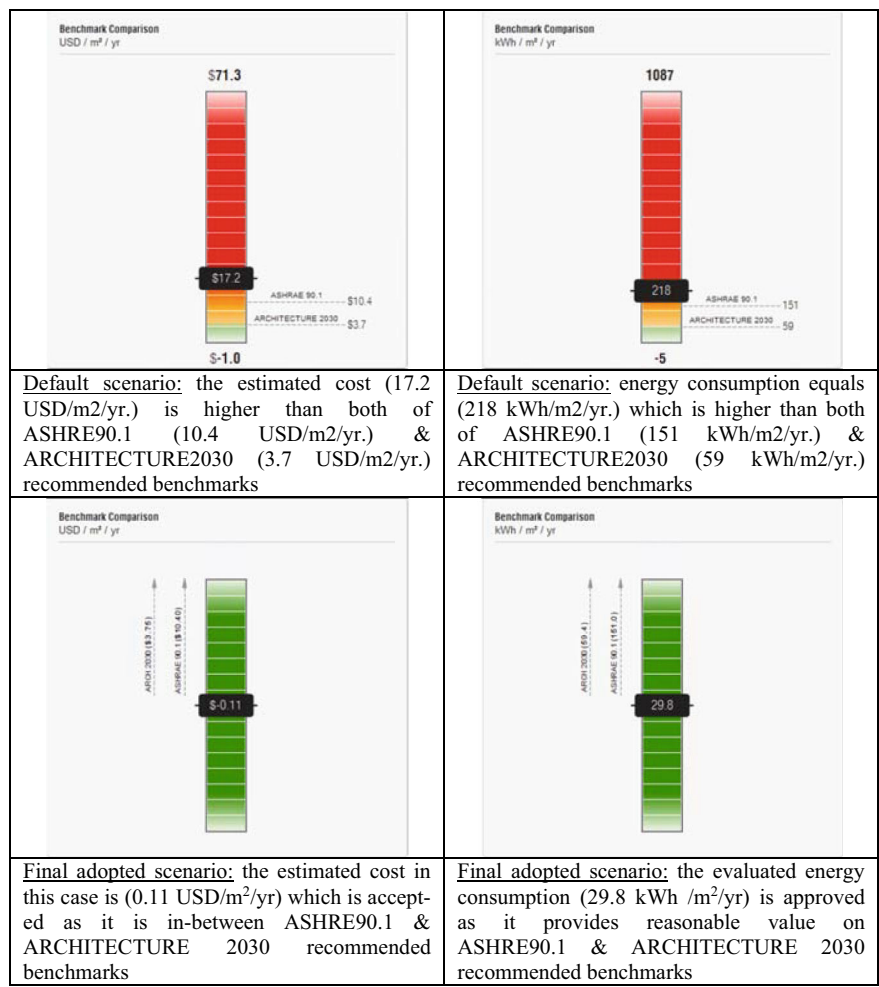 Benchmark Comparison
USD / m² / yr
$71.3
$17.2
ASHRAE 90.1
$10.4
ARCHITECTURE 2030
$3.7
$-1.0
Benchmark Comparison
kWh / m² / yr
1087
218
ASHRAE 90.1
151
ARCHITECTURE 2030
59
-5
Default scenario: the estimated cost (17.2
USD/m2/yr.) is higher than both of
ASHRE90.1 (10.4 USD/m2/yr.) &
ARCHITECTURE2030 (3.7 USD/m2/yr.)
recommended benchmarks
Default scenario: energy consumption equals
(218 kWh/m2/yr.) which is higher than both
of ASHRE90.1 (151 kWh/m2/yr.) &
ARCHITECTURE2030 (59 kWh/m2/yr.)
recommended benchmarks
Benchmark Comparison
USD / m² / yr
ARCH 2030 ($3.75)
ASHRAE 90.1 ($10.40)
$-0.11
Benchmark Comparison
kWh / m² / yr
ARCH 2030 (59.4)
ASHRAE 90.1 (151.0)
29.8
Final adopted scenario: the estimated cost in
this case is (0.11 USD/m²/yr) which is accept-
ed as it is in-between ASHRE90.1 &
ARCHITECTURE 2030 recommended
benchmarks
Final adopted scenario: the evaluated energy
consumption (29.8 kWh /m²/yr) is approved
as it provides reasonable value on
ASHRE90.1 & ARCHITECTURE 2030
recommended benchmarks